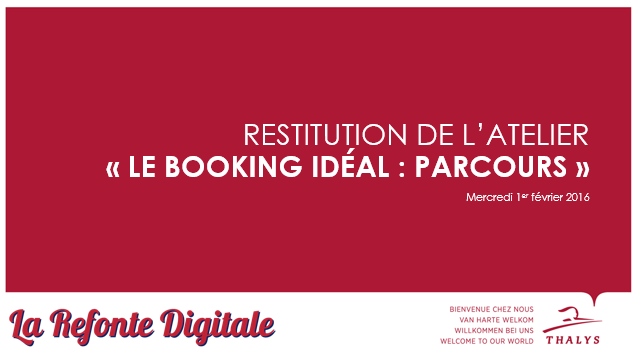 RESTITUTION DE L’ATELIER
« LE BOOKING IDÉAL : PARCOURS »
Mercredi 1er février 2016
La Refonte Digitale
BIENVENUE CHEZ NOUS
VAN HARTE WELKOM
WILLKOMMEN BEI UNS
WELCOME TO OUR WORLD
THALYS